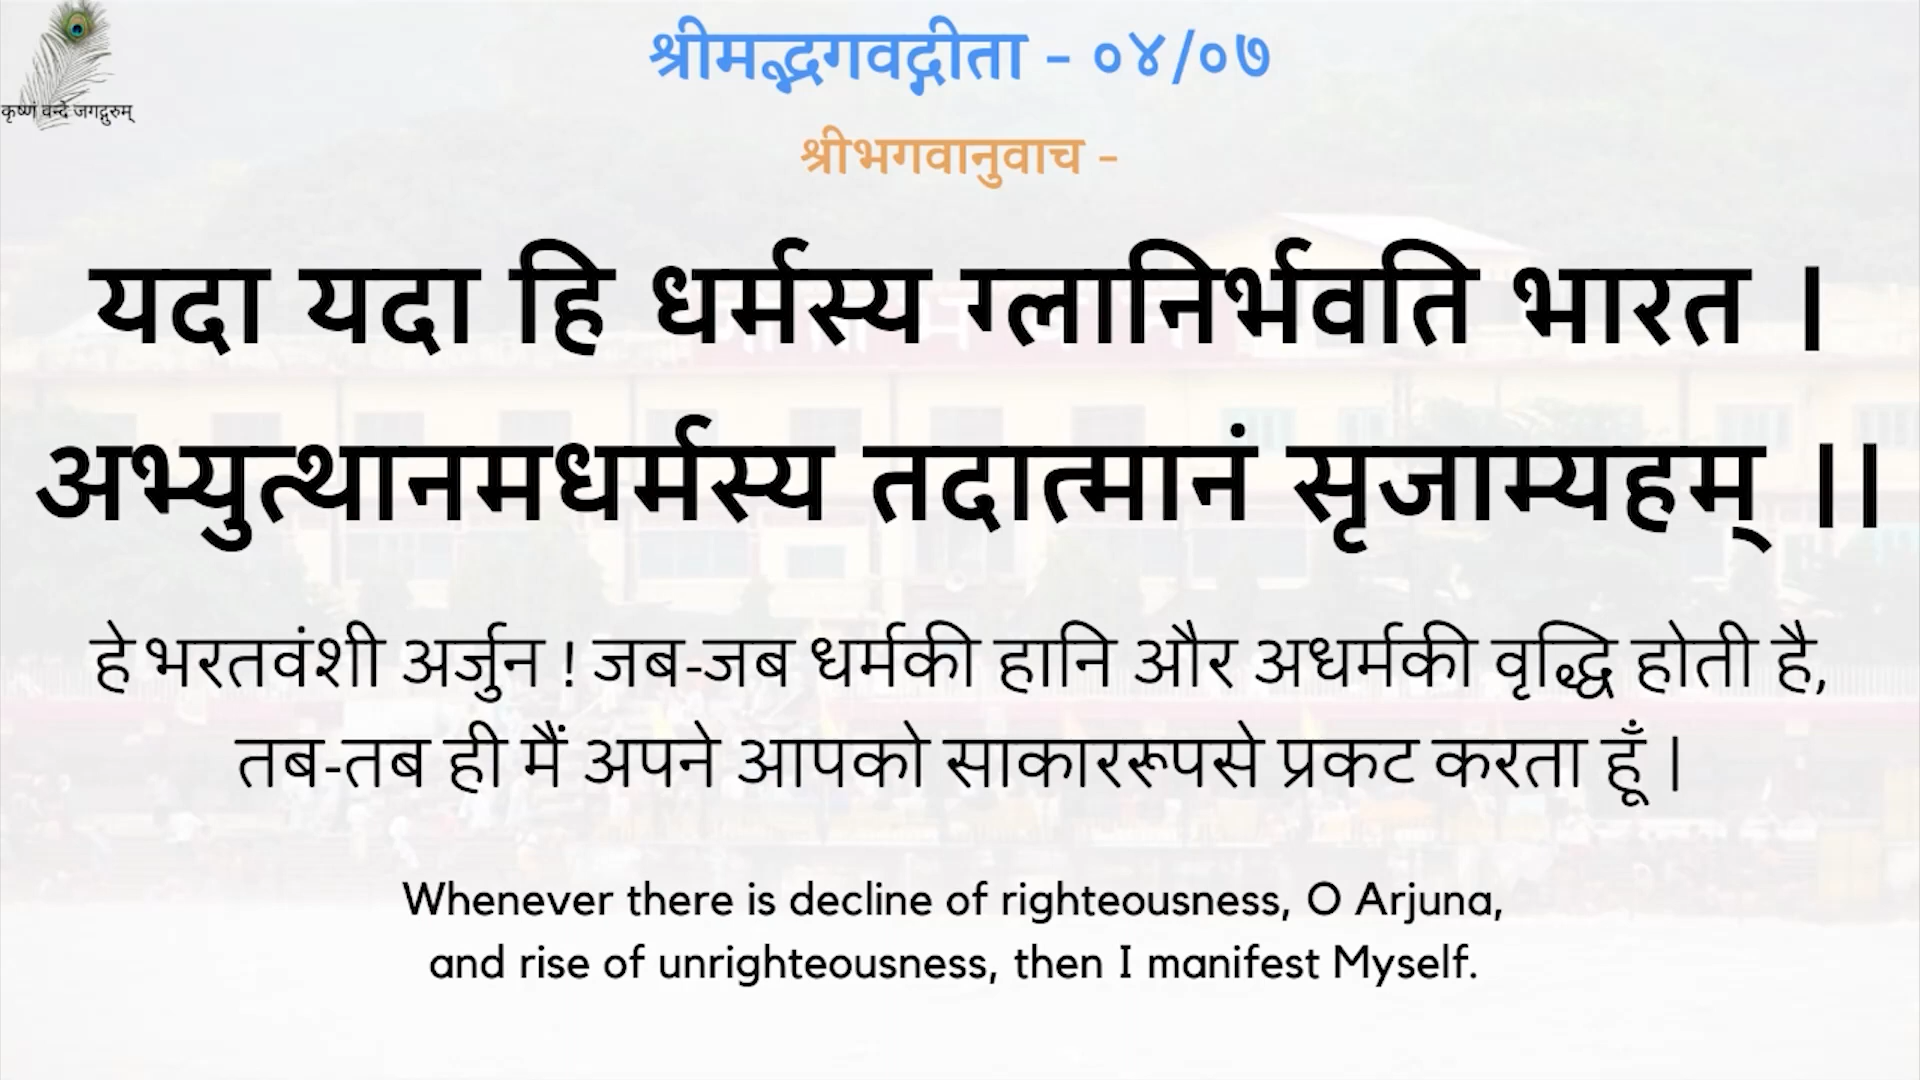 कृष्णं वन्दे जगद्गुरुम्
श्रीमद्भगवद्गीता - ०४/०७
श्रीभगवानुवाच -
यदा यदा हि धर्मस्य ग्लानिर्भवति भारत ।
अभ्युत्थानमधर्मस्य तदात्मानं सृजाम्यहम् ।।
हे भरतवंशी अर्जुन ! जब-जब धर्मकी हानि और अधर्मकी वृद्धि होती है,
तब-तब ही मैं अपने आपको साकाररूपसे प्रकट करता हूँ |
Whenever there is decline of righteousness, O Arjuna,
and rise of unrighteousness, then I manifest Myself.